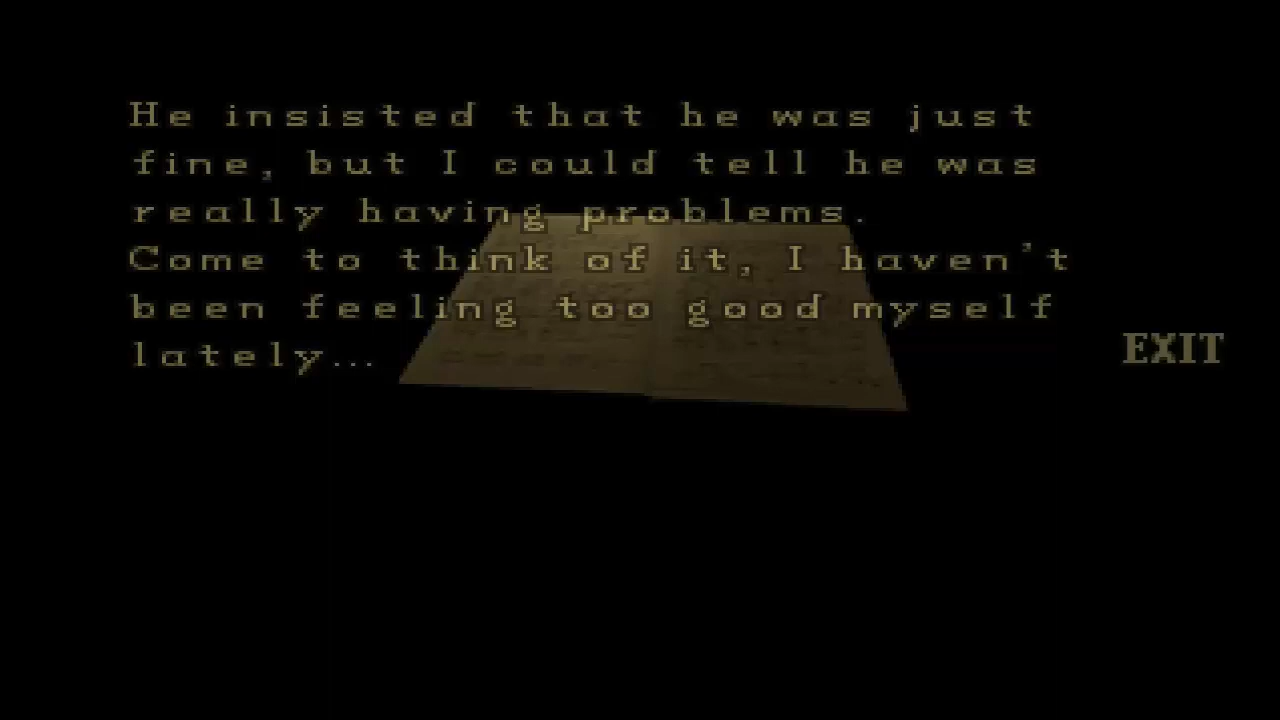 He insisted that he was just
fine, but I could tell he was
really having problems.
Come to think of it, I haven't
been feeling too good myself
lately...
EXIT